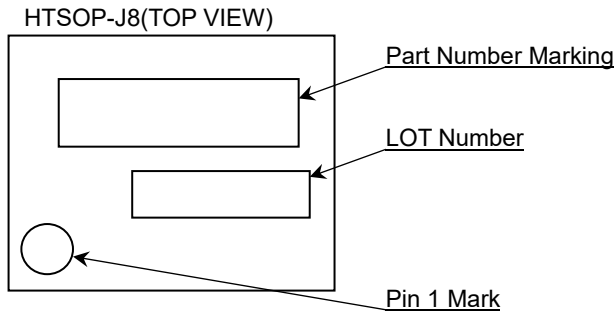 HTSOP-J8(TOP VIEW)
Part Number Marking
LOT Number
Pin 1 Mark